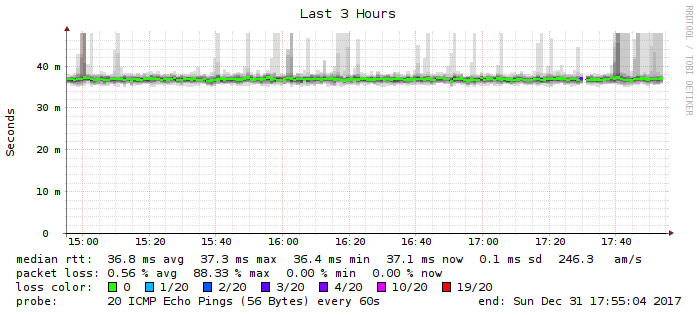 Last 3 Hours
RRDTOOL / TOBI OETIKER
Seconds
40 m
30 m
20 m
10 m
0
15:00 15:20 15:40 16:00 16:20 16:40 17:00 17:20 17:40
median rtt: 36.8 ms avg 37.3 ms max 36.4 ms min 37.1 ms now 0.1 ms sd 246.3 am/s
packet loss: 0.56 % avg 88.33 % max 0.00 % min 0.00 % now
loss color: 0 1/20 2/20 3/20 4/20 10/20 19/20
probe: 20 ICMP Echo Pings (56 Bytes) every 60s end: Sun Dec 31 17:55:04 2017